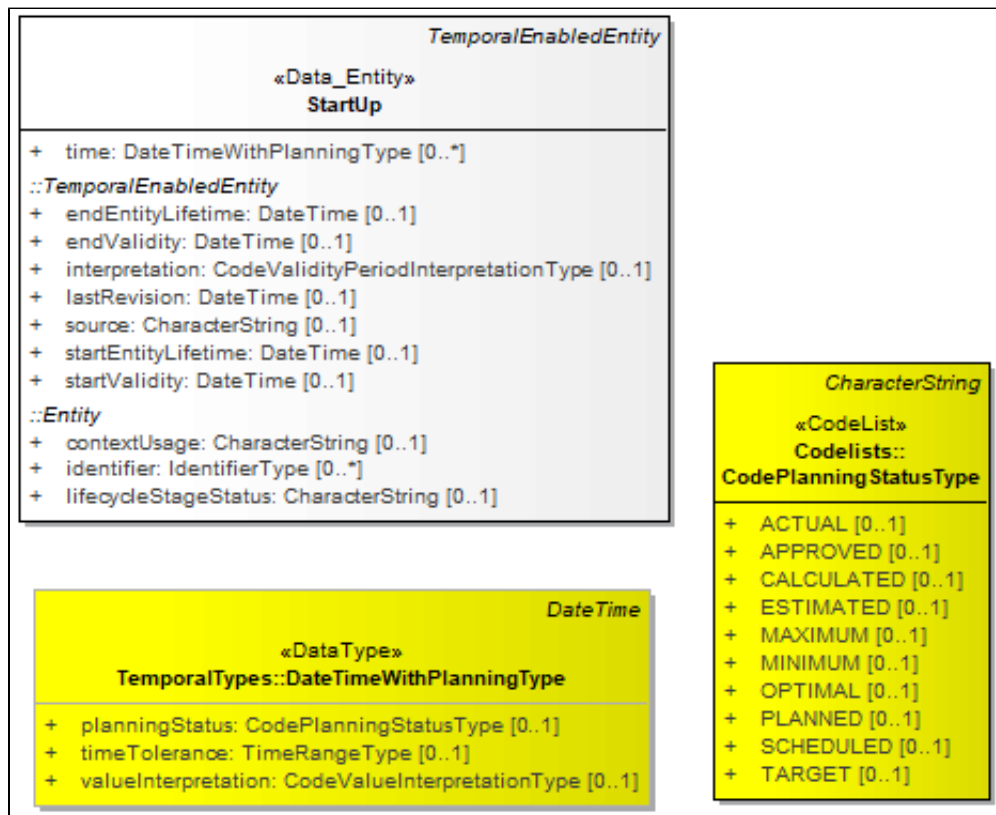 TemporalEnabledEntity
«Data_Entity»
StartUp
+ time: DateTimeWithPlanningType [0..*]
::TemporalEnabledEntity
+ endEntityLifetime: DateTime [0..1]
+ endValidity: DateTime [0..1]
+ interpretation: CodeValidityPeriodInterpretationType [0..1]
+ lastRevision: DateTime [0..1]
+ source: CharacterString [0..1]
+ startEntityLifetime: DateTime [0..1]
+ startValidity: DateTime [0..1]
::Entity
+ contextUsage: CharacterString [0..1]
+ identifier: IdentifierType [0..*]
+ lifecycleStageStatus: CharacterString [0..1]
CharacterString
«CodeList»
Codelists::
CodePlanningStatusType
+ ACTUAL [0..1]
+ APPROVED [0..1]
+ CALCULATED [0..1]
+ ESTIMATED [0..1]
+ MAXIMUM [0..1]
+ MINIMUM [0..1]
+ OPTIMAL [0..1]
+ PLANNED [0..1]
+ SCHEDULED [0..1]
+ TARGET [0..1]
DateTime
«DataType»
TemporalTypes::DateTimeWithPlanningType
+ planningStatus: CodePlanningStatusType [0..1]
+ timeTolerance: TimeRangeType [0..1]
+ valueInterpretation: CodeValueInterpretationType [0..1]